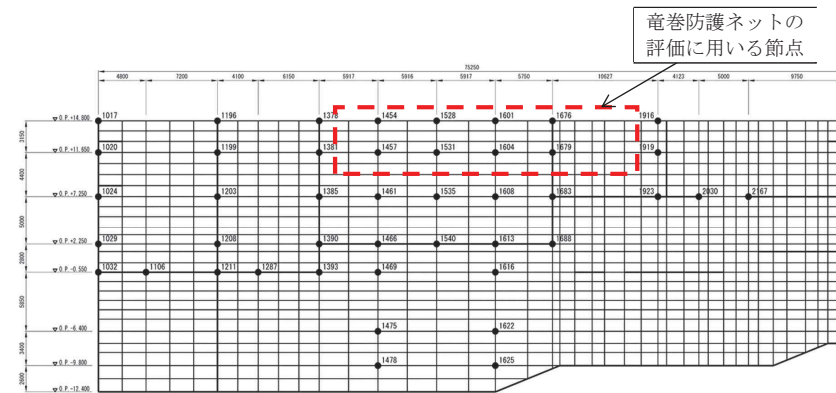 竜巻防護ネットの
評価に用いる節点
75250
4800 7200 4100 6150 5917 5916 5917 5750 10627 4123 5000 9750
O.P.+14.800 1017 1196 1378 1454 1528 1601 1676 1916
3150
O.P.+11.650 1020 1199 1381 1457 1531 1604 1679 919
4400
O.P.+7.250 1024 1203 1385 1461 1535 1608 1683 1923 2030 2167
5000
O.P.+2.250 1029 1208 1390 1466 1540 1613 1688
2800
O.P.-0.550 1032 1106 1211 1287 1393 1469 1616
5850
O.P.-6.400 1475 1622
3400
O.P.-9.800 1478 1625
2600
O.P.-12.400